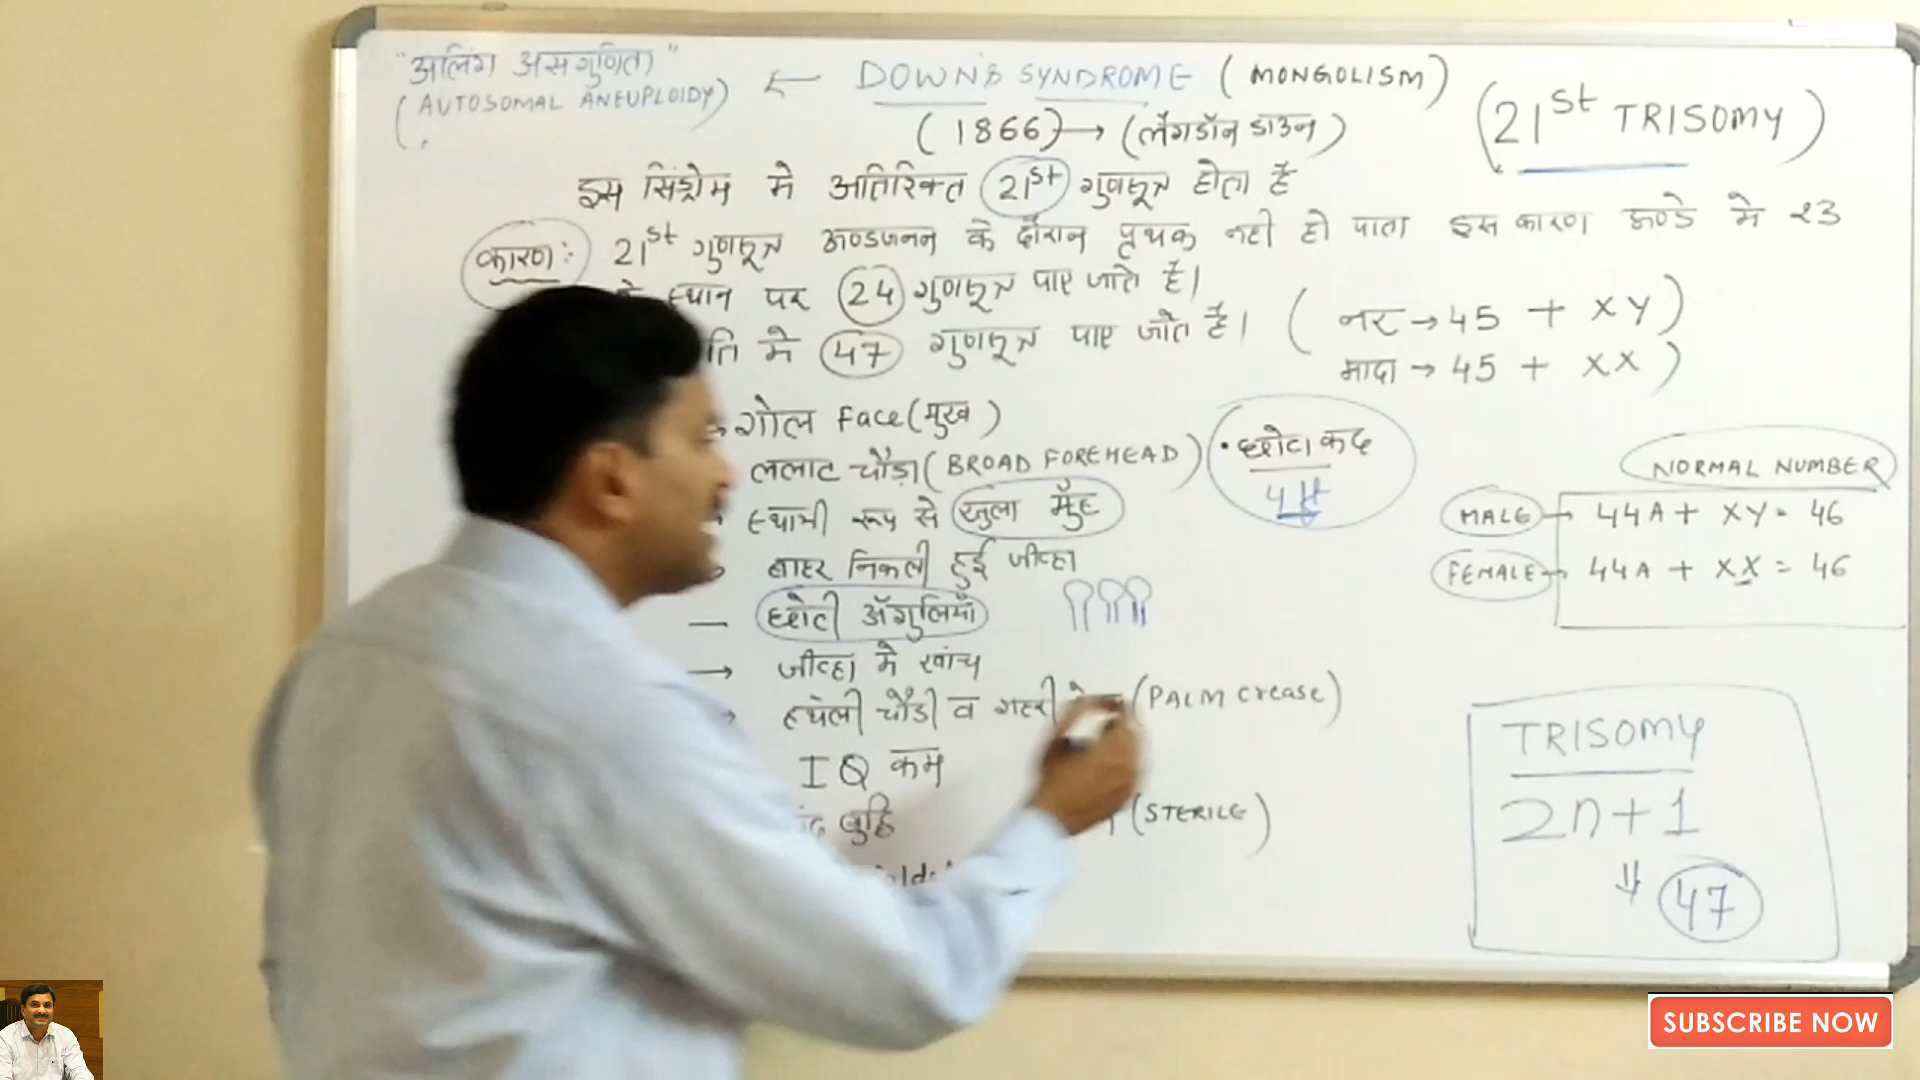 "अलिंग असगुणिता"
(AUTOSOMAL ANEUPLOIDY)
← DOWN'S SYNDROME (MONGOLISM)
(1866) → (लैंगडॉन डाउन)
(21st TRISOMY)
इस सिंड्रोम मे अतिरिक्त 21st गुणसूत्र होता है
कारण:- 21st गुणसूत्र अण्डजनन के दौरान पृथक नही हो पाता इस कारण अण्डे मे 23
स्थान पर 24 गुणसूत्र पाए जाते है।
मे 47 गुणसूत्र पाए जाते है।
(नर → 45 + XY)
मादा → 45 + XX)
→ गोल Face (मुख)
ललाट चौड़ा (BROAD FOREHEAD)
• छोटा कद
4 ft
स्थायी रूप से खुला मुँह
बाहर निकली हुई जीव्हा
— छोटी अँगुलियाँ
→ जीव्हा मे खांच
हथेली चौडी व गहरी (PALM crease)
IQ कम
बुद्धि
(STERILE)
NORMAL NUMBER
MALE → 44A + XY = 46
FEMALE → 44A + XX = 46
TRISOMY
2n+1
⇓ 47
SUBSCRIBE NOW